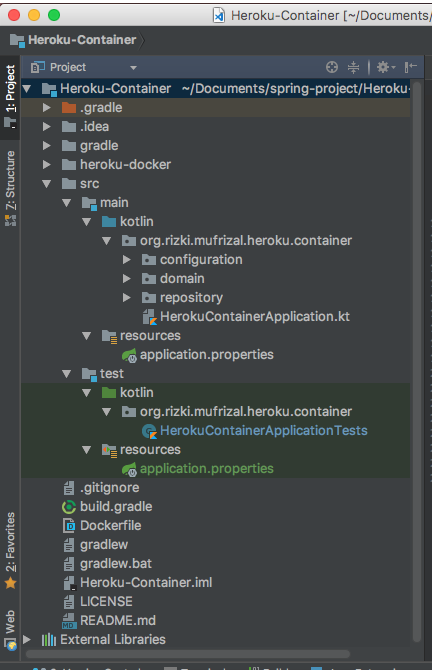 Heroku-Container [~/Documents/
Heroku-Container
Project
Heroku-Container ~/Documents/spring-project/Heroku-
.gradle
.idea
gradle
heroku-docker
src
main
kotlin
org.rizki.mufrizal.heroku.container
configuration
domain
repository
HerokuContainerApplication.kt
resources
application.properties
test
kotlin
org.rizki.mufrizal.heroku.container
HerokuContainerApplicationTests
resources
application.properties
.gitignore
build.gradle
Dockerfile
gradlew
gradlew.bat
Heroku-Container.iml
LICENSE
README.md
External Libraries
1: Project
7: Structure
2: Favorites
Web